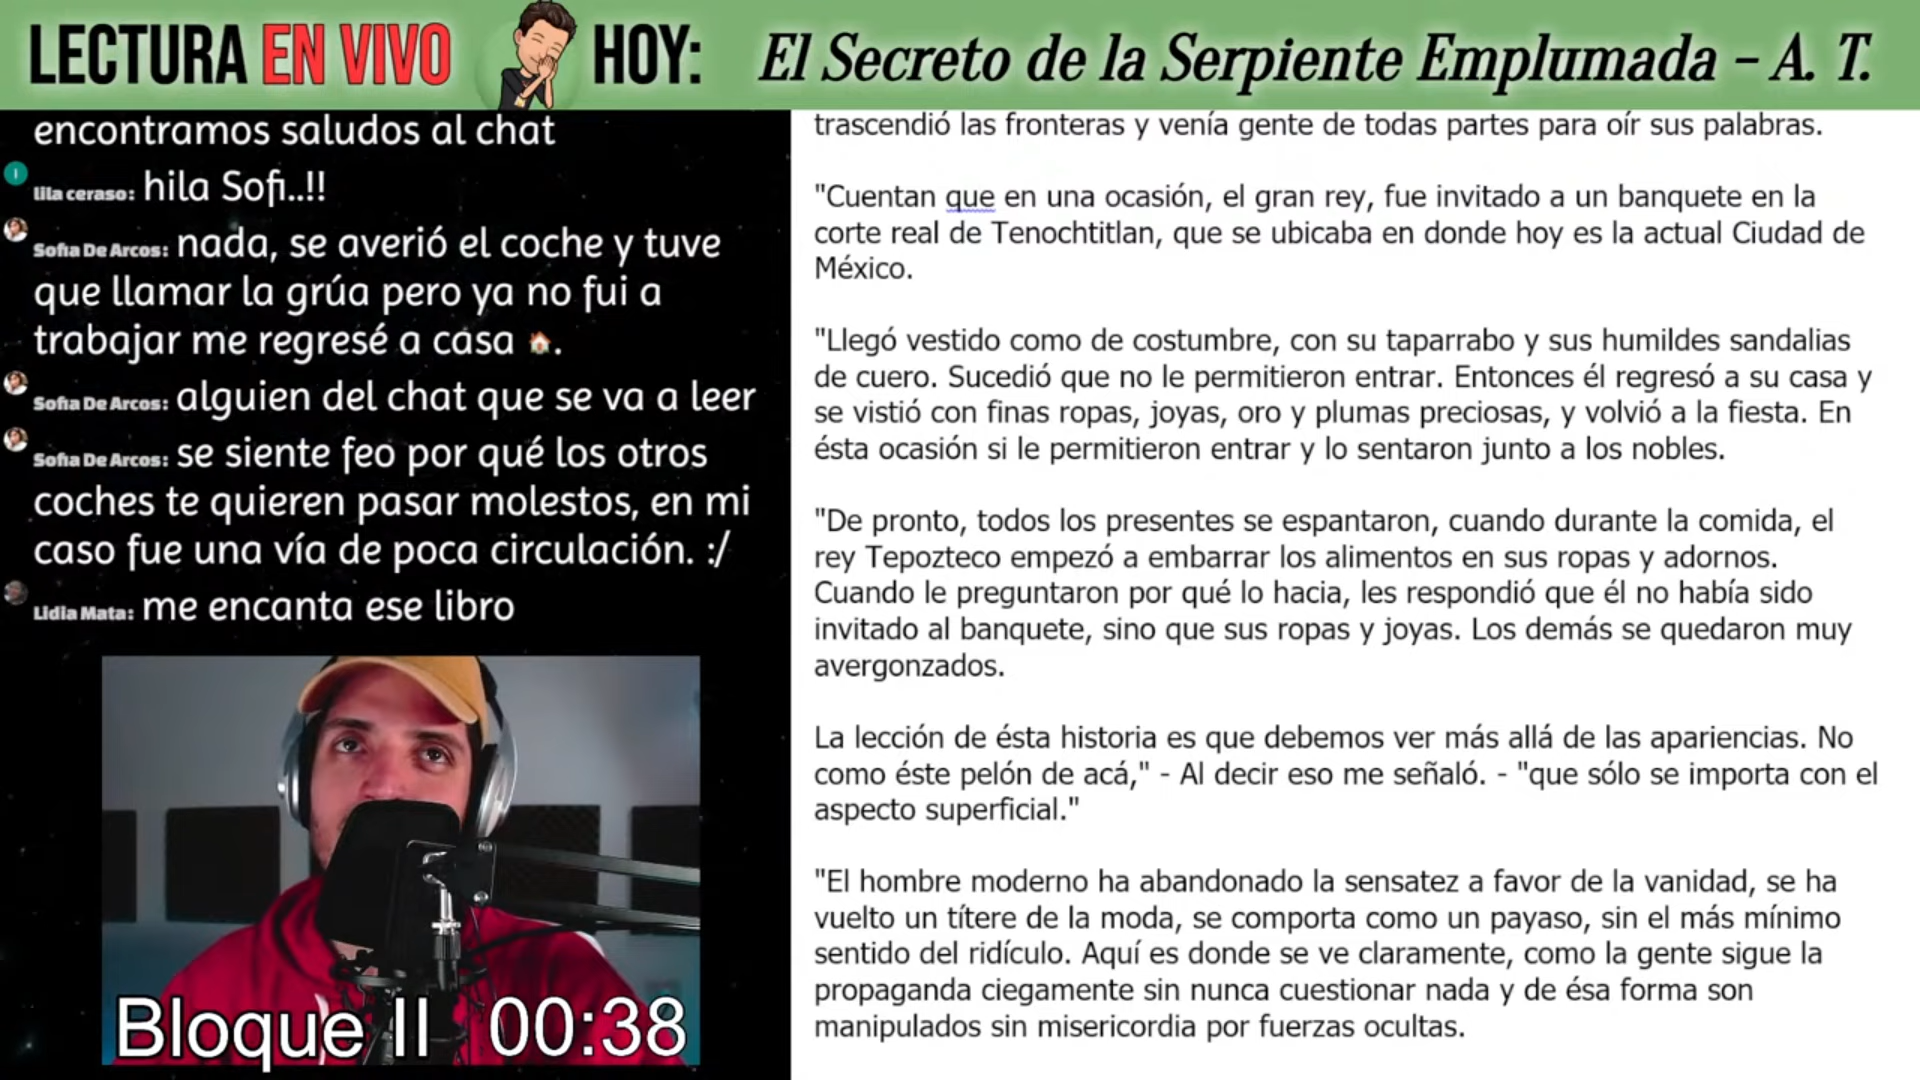 LECTURA EN VIVO HOY: El Secreto de la Serpiente Emplumada - A. T.
encontramos saludos al chat
lila ceraso: hila Sofi..!!
Sofia De Arcos: nada, se averió el coche y tuve
que llamar la grúa pero ya no fui a
trabajar me regresé a casa 🏠.
Sofia De Arcos: alguien del chat que se va a leer
Sofia De Arcos: se siente feo por qué los otros
coches te quieren pasar molestos, en mi
caso fue una vía de poca circulación. :/
Lidia Mata: me encanta ese libro
Bloque II 00:38
trascendió las fronteras y venía gente de todas partes para oír sus palabras.
"Cuentan que en una ocasión, el gran rey, fue invitado a un banquete en la
corte real de Tenochtitlan, que se ubicaba en donde hoy es la actual Ciudad de
México.
"Llegó vestido como de costumbre, con su taparrabo y sus humildes sandalias
de cuero. Sucedió que no le permitieron entrar. Entonces él regresó a su casa y
se vistió con finas ropas, joyas, oro y plumas preciosas, y volvió a la fiesta. En
ésta ocasión si le permitieron entrar y lo sentaron junto a los nobles.
"De pronto, todos los presentes se espantaron, cuando durante la comida, el
rey Tepozteco empezó a embarrar los alimentos en sus ropas y adornos.
Cuando le preguntaron por qué lo hacia, les respondió que él no había sido
invitado al banquete, sino que sus ropas y joyas. Los demás se quedaron muy
avergonzados.
La lección de ésta historia es que debemos ver más allá de las apariencias. No
como éste pelón de acá," - Al decir eso me señaló. - "que sólo se importa con el
aspecto superficial."
"El hombre moderno ha abandonado la sensatez a favor de la vanidad, se ha
vuelto un títere de la moda, se comporta como un payaso, sin el más mínimo
sentido del ridículo. Aquí es donde se ve claramente, como la gente sigue la
propaganda ciegamente sin nunca cuestionar nada y de ésa forma son
manipulados sin misericordia por fuerzas ocultas.